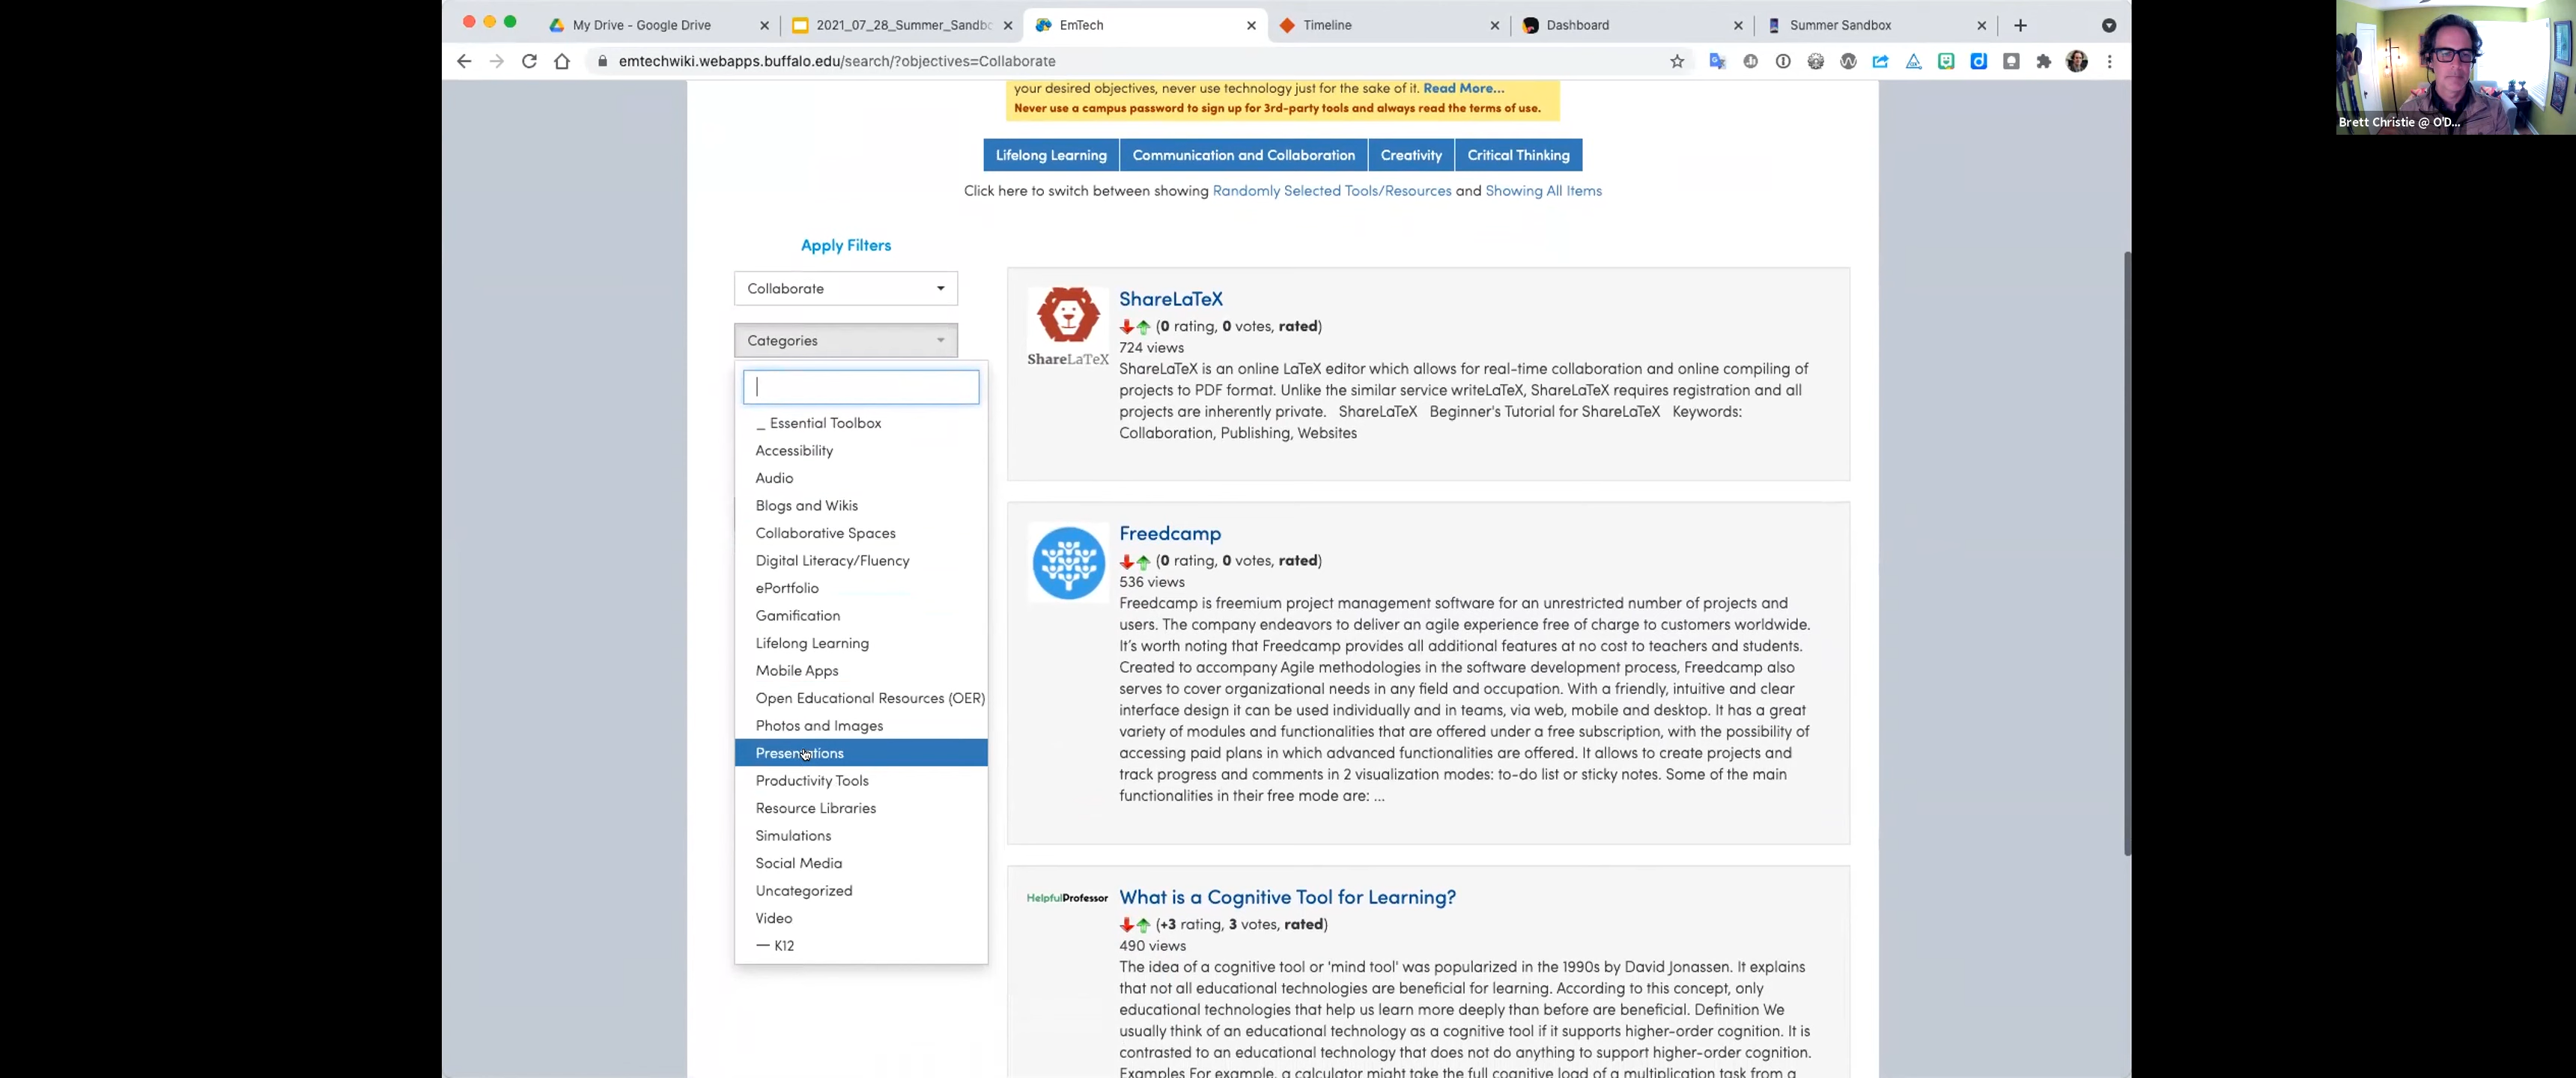 My Drive - Google Drive
2021_07_28_Summer_Sandbo
EmTech
Timeline
Dashboard
Summer Sandbox
emtechwiki.webapps.buffalo.edu/search/?objectives=Collaborate
Brett Christie @ O'D...
your desired objectives, never use technology just for the sake of it. Read More...
Never use a campus password to sign up for 3rd-party tools and always read the terms of use.
Lifelong Learning
Communication and Collaboration
Creativity
Critical Thinking
Click here to switch between showing Randomly Selected Tools/Resources and Showing All Items
Apply Filters
Collaborate
Categories
_ Essential Toolbox
Accessibility
Audio
Blogs and Wikis
Collaborative Spaces
Digital Literacy/Fluency
ePortfolio
Gamification
Lifelong Learning
Mobile Apps
Open Educational Resources (OER)
Photos and Images
Presentations
Productivity Tools
Resource Libraries
Simulations
Social Media
Uncategorized
Video
— K12
ShareLaTeX
ShareLaTeX
(0 rating, 0 votes, rated)
724 views
ShareLaTeX is an online LaTeX editor which allows for real-time collaboration and online compiling of
projects to PDF format. Unlike the similar service writeLaTeX, ShareLaTeX requires registration and all
projects are inherently private. ShareLaTeX Beginner's Tutorial for ShareLaTeX Keywords:
Collaboration, Publishing, Websites
Freedcamp
(0 rating, 0 votes, rated)
536 views
Freedcamp is freemium project management software for an unrestricted number of projects and
users. The company endeavors to deliver an agile experience free of charge to customers worldwide.
It's worth noting that Freedcamp provides all additional features at no cost to teachers and students.
Created to accompany Agile methodologies in the software development process, Freedcamp also
serves to cover organizational needs in any field and occupation. With a friendly, intuitive and clear
interface design it can be used individually and in teams, via web, mobile and desktop. It has a great
variety of modules and functionalities that are offered under a free subscription, with the possibility of
accessing paid plans in which advanced functionalities are offered. It allows to create projects and
track progress and comments in 2 visualization modes: to-do list or sticky notes. Some of the main
functionalities in their free mode are: ...
HelpfulProfessor
What is a Cognitive Tool for Learning?
(+3 rating, 3 votes, rated)
490 views
The idea of a cognitive tool or 'mind tool' was popularized in the 1990s by David Jonassen. It explains
that not all educational technologies are beneficial for learning. According to this concept, only
educational technologies that help us learn more deeply than before are beneficial. Definition We
usually think of an educational technology as a cognitive tool if it supports higher-order cognition. It is
contrasted to an educational technology that does not do anything to support higher-order cognition.
Examples For example, a calculator might take the full cognitive load of a multiplication task from a